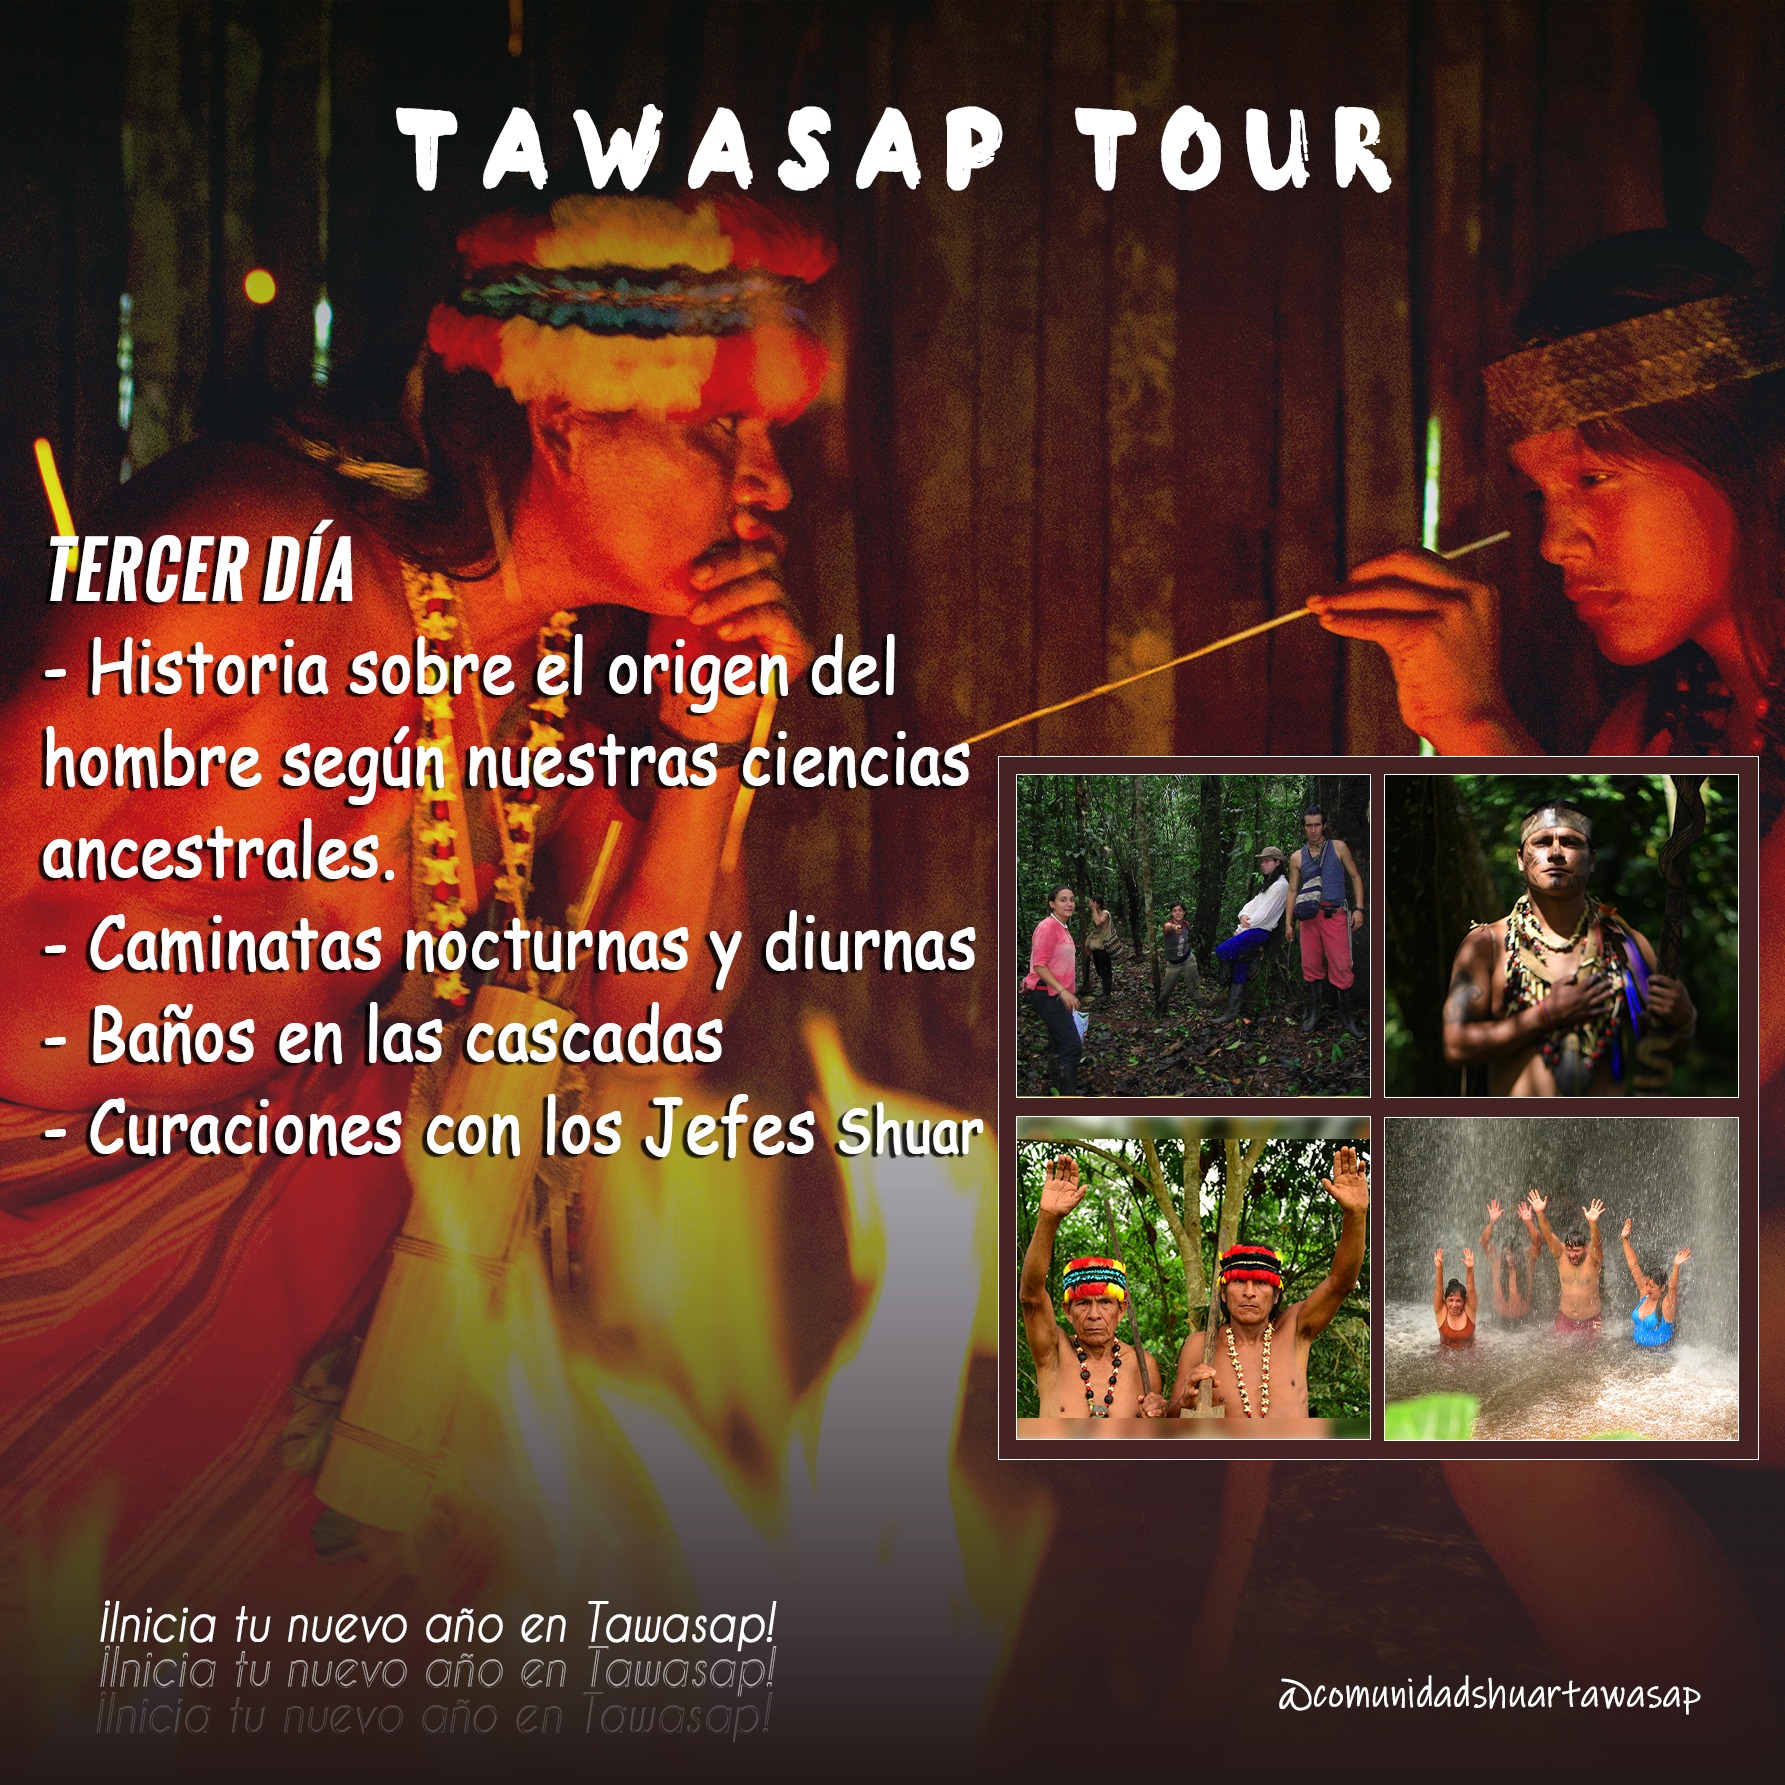 TAWASAP TOUR
TERCER DÍA
- Historia sobre el origen del
hombre según nuestras ciencias
ancestrales.
- Caminatas nocturnas y diurnas
- Baños en las cascadas
- Curaciones con los Jefes Shuar
¡Inicia tu nuevo año en Tawasap!
¡Inicia tu nuevo año en Tawasap!
¡Inicia tu nuevo año en Tawasap!
@comunidadshuartawasap